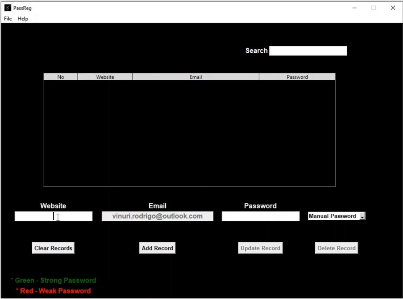 PassReg
File Help
Search
No Website Email Password
Website Email Password
vinuri.rodrigo@outlook.com Manual Password
Clear Records Add Record Update Record Delete Record
* Green - Strong Password
* Red - Weak Password